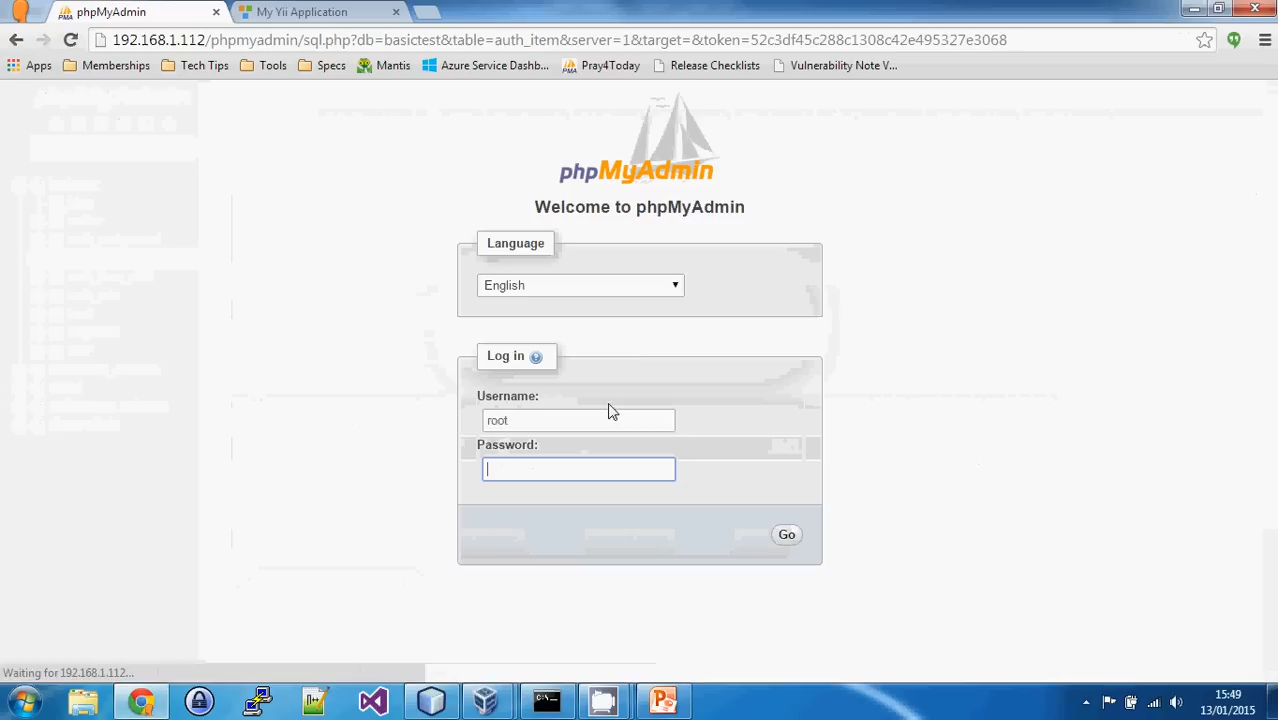 phpMyAdmin
My Yii Application
192.168.1.112/phpmyadmin/sql.php?db=basictest&table=auth_item&server=1&target=&token=52c3df45c288c1308c42e495327e3068
Apps Memberships Tech Tips Tools Specs Mantis Azure Service Dashb... Pray4Today Release Checklists Vulnerability Note V...
phpMyAdmin
Welcome to phpMyAdmin
Language
English
Log in
Username:
root
Password:
Go
Waiting for 192.168.1.112...
15:49
13/01/2015